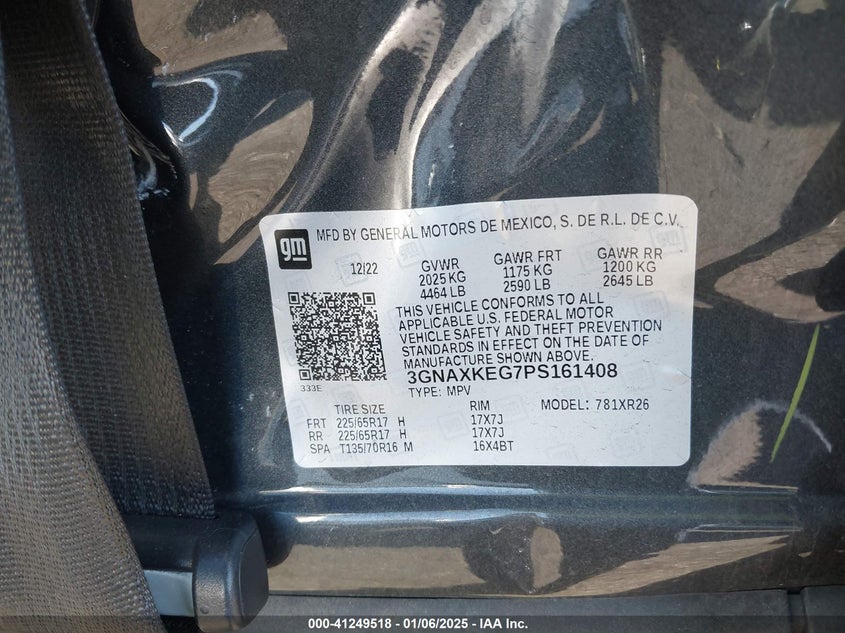 gm MFD BY GENERAL MOTORS DE MEXICO, S. DE R.L. DE C.V.
12/22 GVWR GAWR FRT GAWR RR
2025 KG 1175 KG 1200 KG
4464 LB 2590 LB 2645 LB
THIS VEHICLE CONFORMS TO ALL
APPLICABLE U.S. FEDERAL MOTOR
VEHICLE SAFETY AND THEFT PREVENTION
STANDARDS IN EFFECT ON THE DATE OF
MANUFACTURE SHOWN ABOVE.
333E 3GNAXKEG7PS161408
TYPE: MPV
TIRE SIZE RIM MODEL: 781XR26
FRT 225/65R17 H 17X7J
RR 225/65R17 H 17X7J
SPA T135/70R16 M 16X4BT
000-41249518 - 01/06/2025 - IAA Inc.